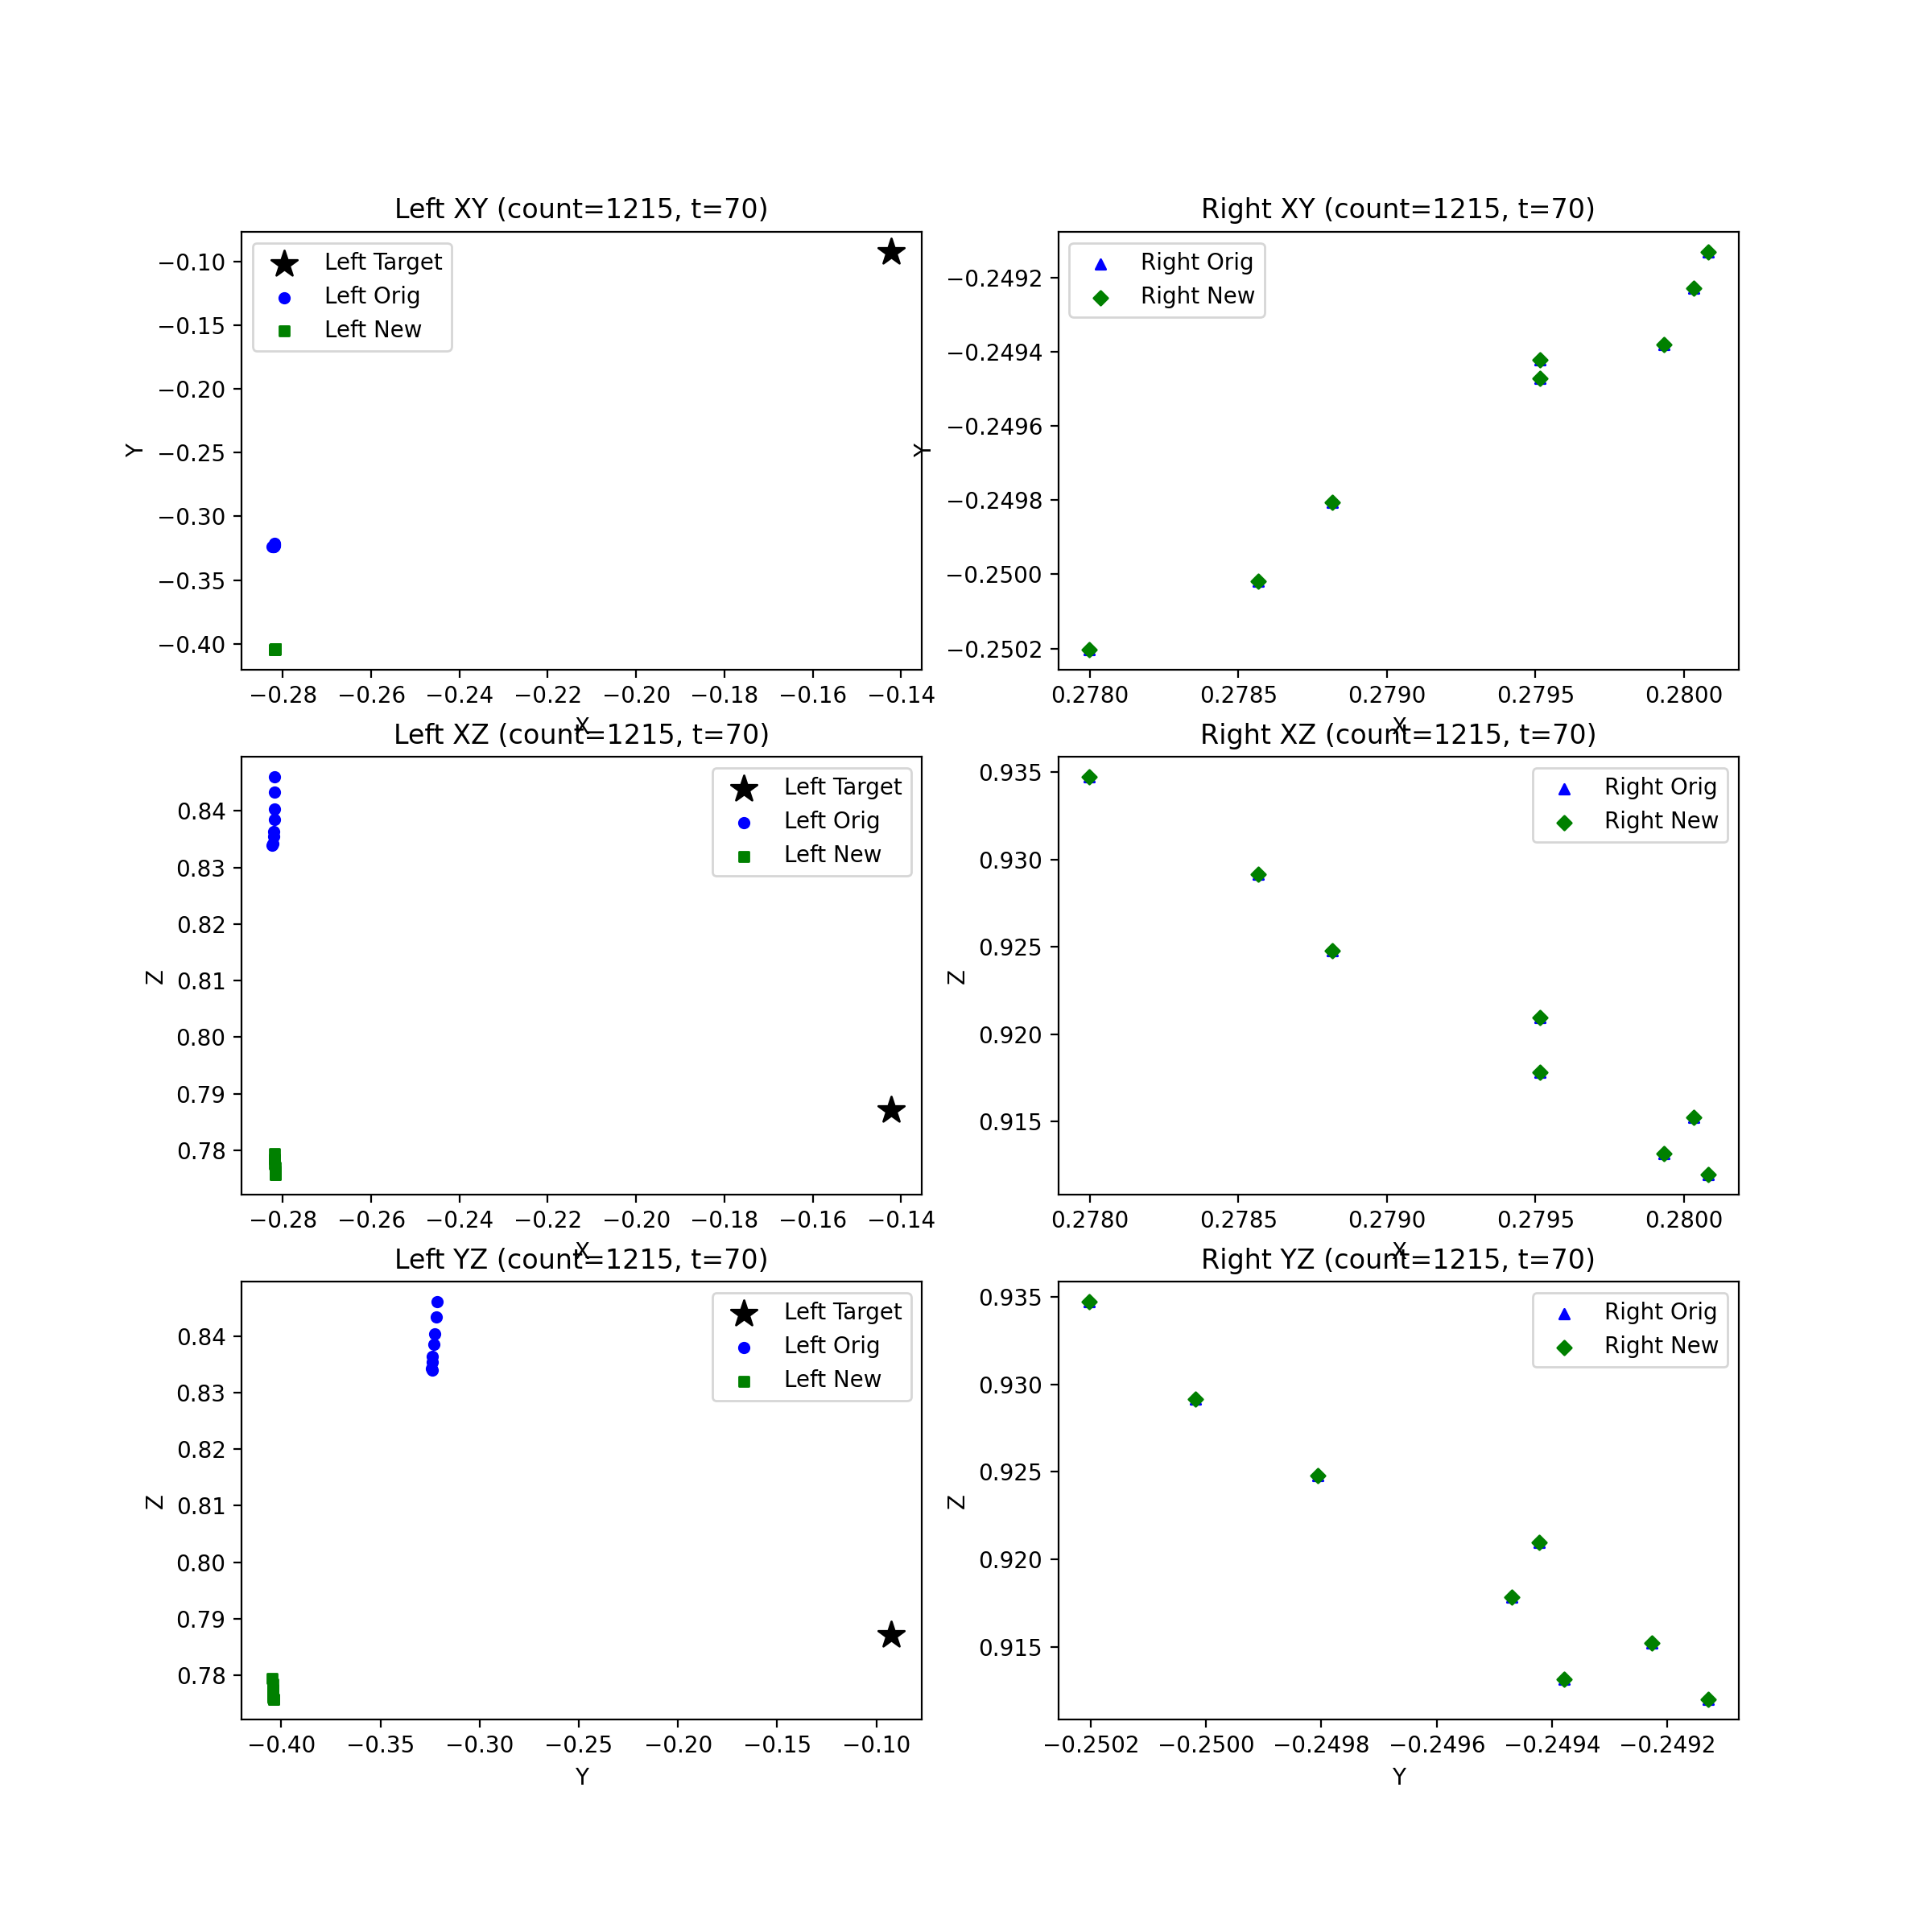 Left XY (count=1215, t=70)
Left Target
Left Orig
Left New
−0.10
−0.15
−0.20
−0.25
−0.30
−0.35
−0.40
Y
−0.28 −0.26 −0.24 −0.22 −0.20 −0.18 −0.16 −0.14
X
Right XY (count=1215, t=70)
Right Orig
Right New
−0.2492
−0.2494
−0.2496
−0.2498
−0.2500
−0.2502
Y
0.2780 0.2785 0.2790 0.2795 0.2800
X
Left XZ (count=1215, t=70)
Left Target
Left Orig
Left New
0.84
0.83
0.82
0.81
0.80
0.79
0.78
Z
−0.28 −0.26 −0.24 −0.22 −0.20 −0.18 −0.16 −0.14
X
Right XZ (count=1215, t=70)
Right Orig
Right New
0.935
0.930
0.925
0.920
0.915
Z
0.2780 0.2785 0.2790 0.2795 0.2800
X
Left YZ (count=1215, t=70)
Left Target
Left Orig
Left New
0.84
0.83
0.82
0.81
0.80
0.79
0.78
Z
−0.40 −0.35 −0.30 −0.25 −0.20 −0.15 −0.10
Y
Right YZ (count=1215, t=70)
Right Orig
Right New
0.935
0.930
0.925
0.920
0.915
Z
−0.2502 −0.2500 −0.2498 −0.2496 −0.2494 −0.2492
Y